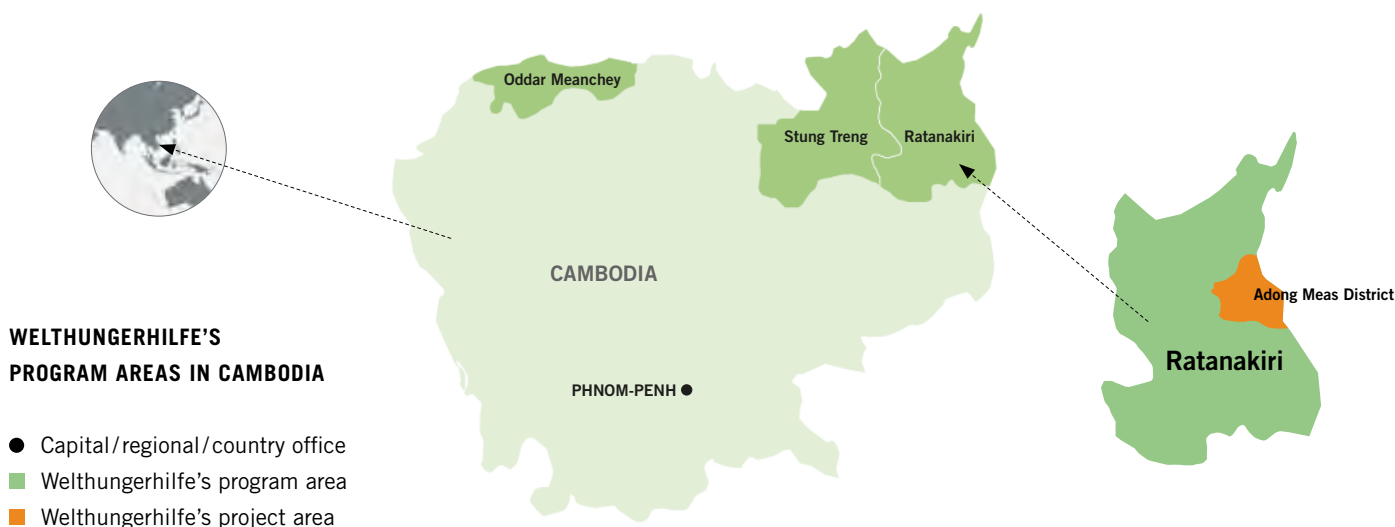 Oddar Meanchey
Stung Treng
Ratanakiri
CAMBODIA
Adong Meas District
WELTHUNGERHILFE'S
PROGRAM AREAS IN CAMBODIA
Ratanakiri
PHNOM-PENH
Capital/regional/country office
Welthungerhilfe's program area
Welthungerhilfe's project area